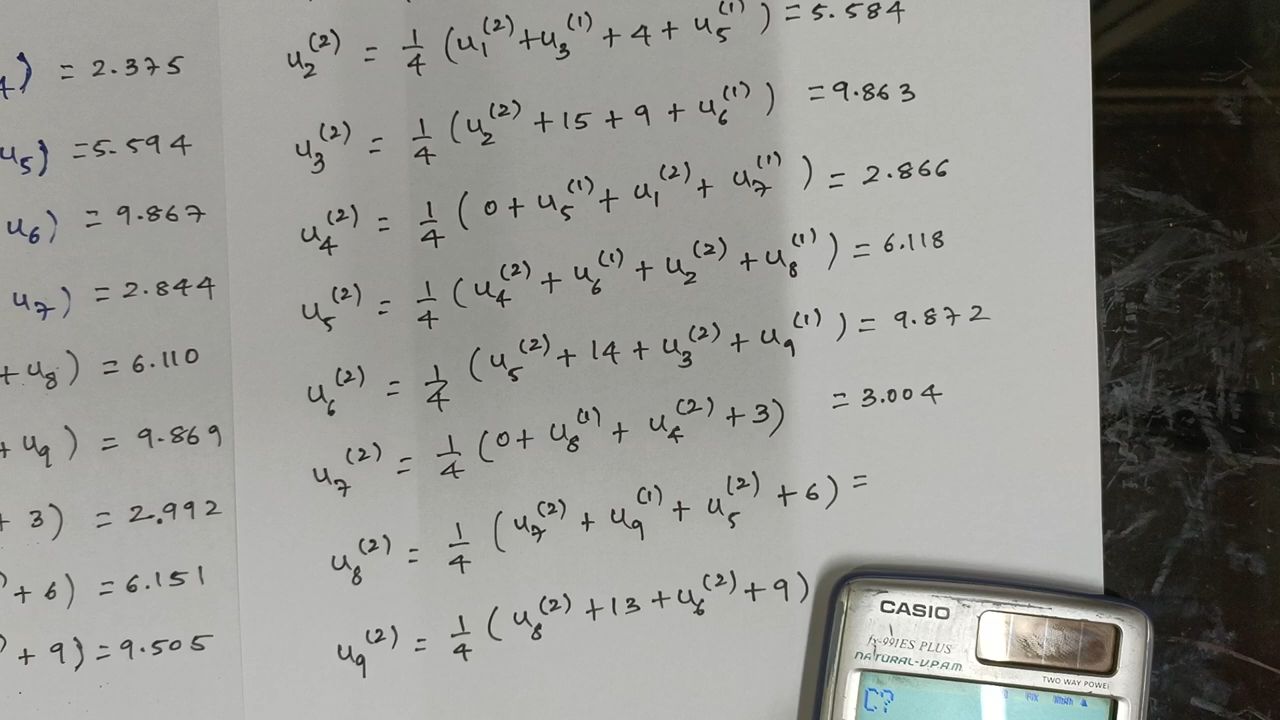 4) = 2.375
u₅) = 5.594
u₆) = 9.867
u₇) = 2.844
+ u₈) = 6.110
+ u₉) = 9.869
+ 3) = 2.992
) + 6) = 6.151
) + 9) = 9.505
u₂⁽²⁾ = 1/4 (u₁⁽²⁾ + u₃⁽¹⁾ + 4 + u₅⁽¹⁾) = 5.584
u₃⁽²⁾ = 1/4 (u₂⁽²⁾ + 15 + 9 + u₆⁽¹⁾) = 9.863
u₄⁽²⁾ = 1/4 (0 + u₅⁽¹⁾ + u₁⁽²⁾ + u₇⁽¹⁾) = 2.866
u₅⁽²⁾ = 1/4 (u₄⁽²⁾ + u₆⁽¹⁾ + u₂⁽²⁾ + u₈⁽¹⁾) = 6.118
u₆⁽²⁾ = 1/4 (u₅⁽²⁾ + 14 + u₃⁽²⁾ + u₉⁽¹⁾) = 9.872
u₇⁽²⁾ = 1/4 (0 + u₈⁽¹⁾ + u₄⁽²⁾ + 3) = 3.004
u₈⁽²⁾ = 1/4 (u₇⁽²⁾ + u₉⁽¹⁾ + u₅⁽²⁾ + 6) =
u₉⁽²⁾ = 1/4 (u₈⁽²⁾ + 13 + u₆⁽²⁾ + 9)
CASIO
fx-991ES PLUS
NATURAL-V.P.A.M.
TWO WAY POWE
C?